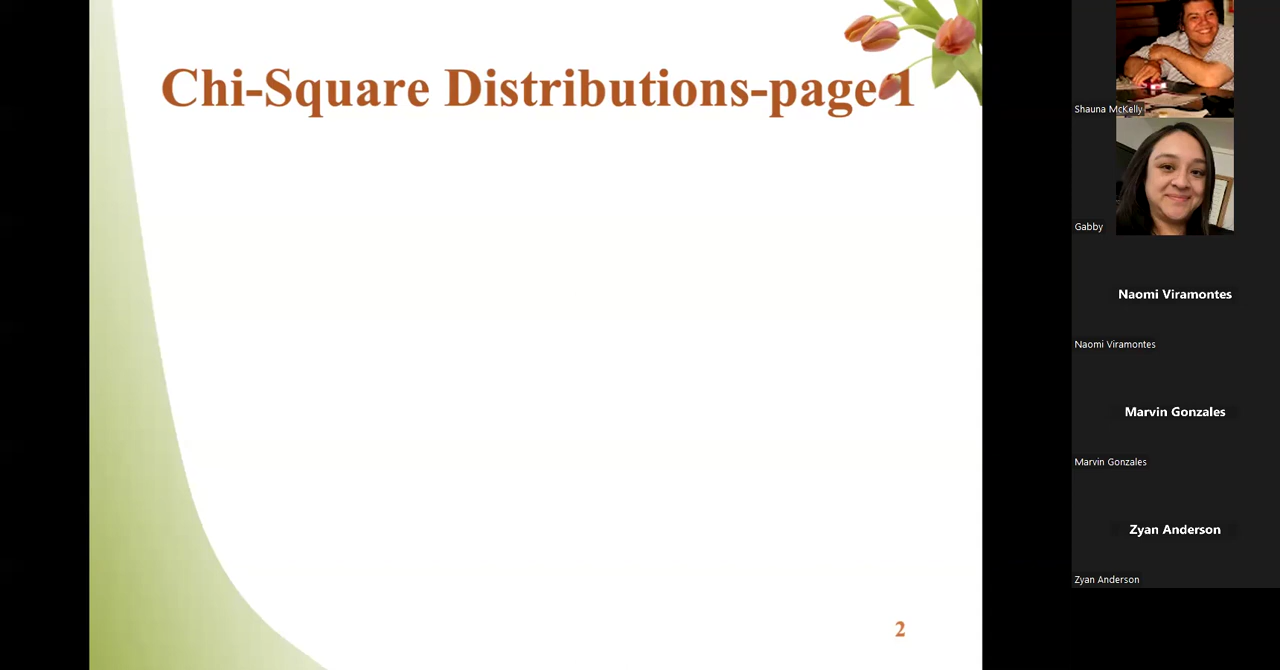 Chi-Square Distributions-page 1
2
Shauna McKelly
Gabby
Naomi Viramontes
Naomi Viramontes
Marvin Gonzales
Marvin Gonzales
Zyan Anderson
Zyan Anderson